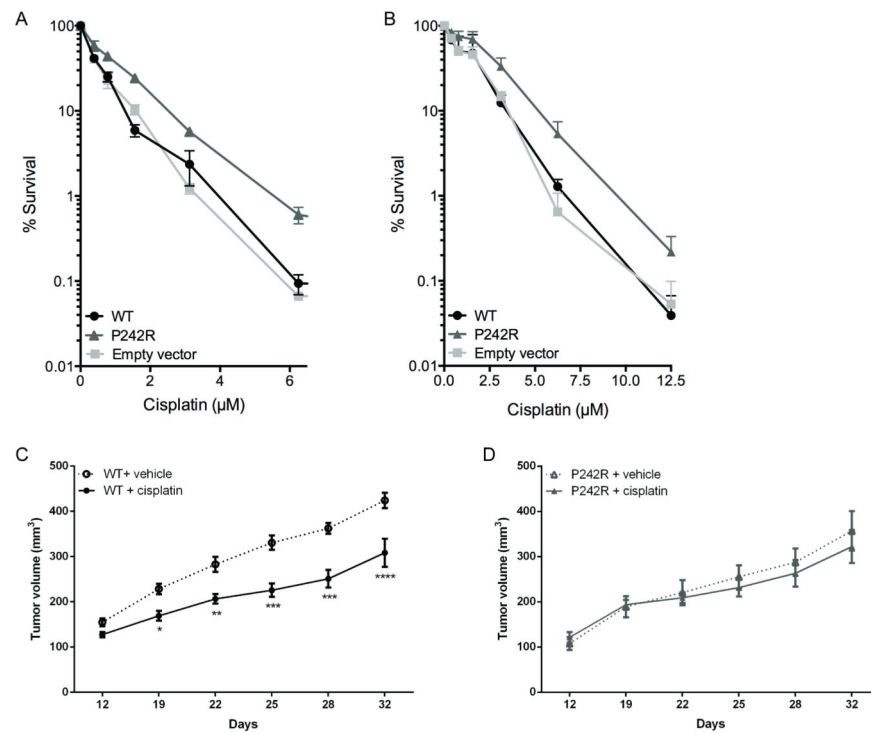 A
% Survival
100
10
1
0.1
0.01
WT
P242R
Empty vector
0 2 4 6
Cisplatin (µM)
B
% Survival
100
10
1
0.1
0.01
WT
P242R
Empty vector
0.0 2.5 5.0 7.5 10.0 12.5
Cisplatin (µM)
C
Tumor volume (mm³)
500
400
300
200
100
0
WT+ vehicle
WT + cisplatin
* ** *** *** ****
12 19 22 25 28 32
Days
D
Tumor volume (mm³)
500
400
300
200
100
0
P242R + vehicle
P242R + cisplatin
12 19 22 25 28 32
Days